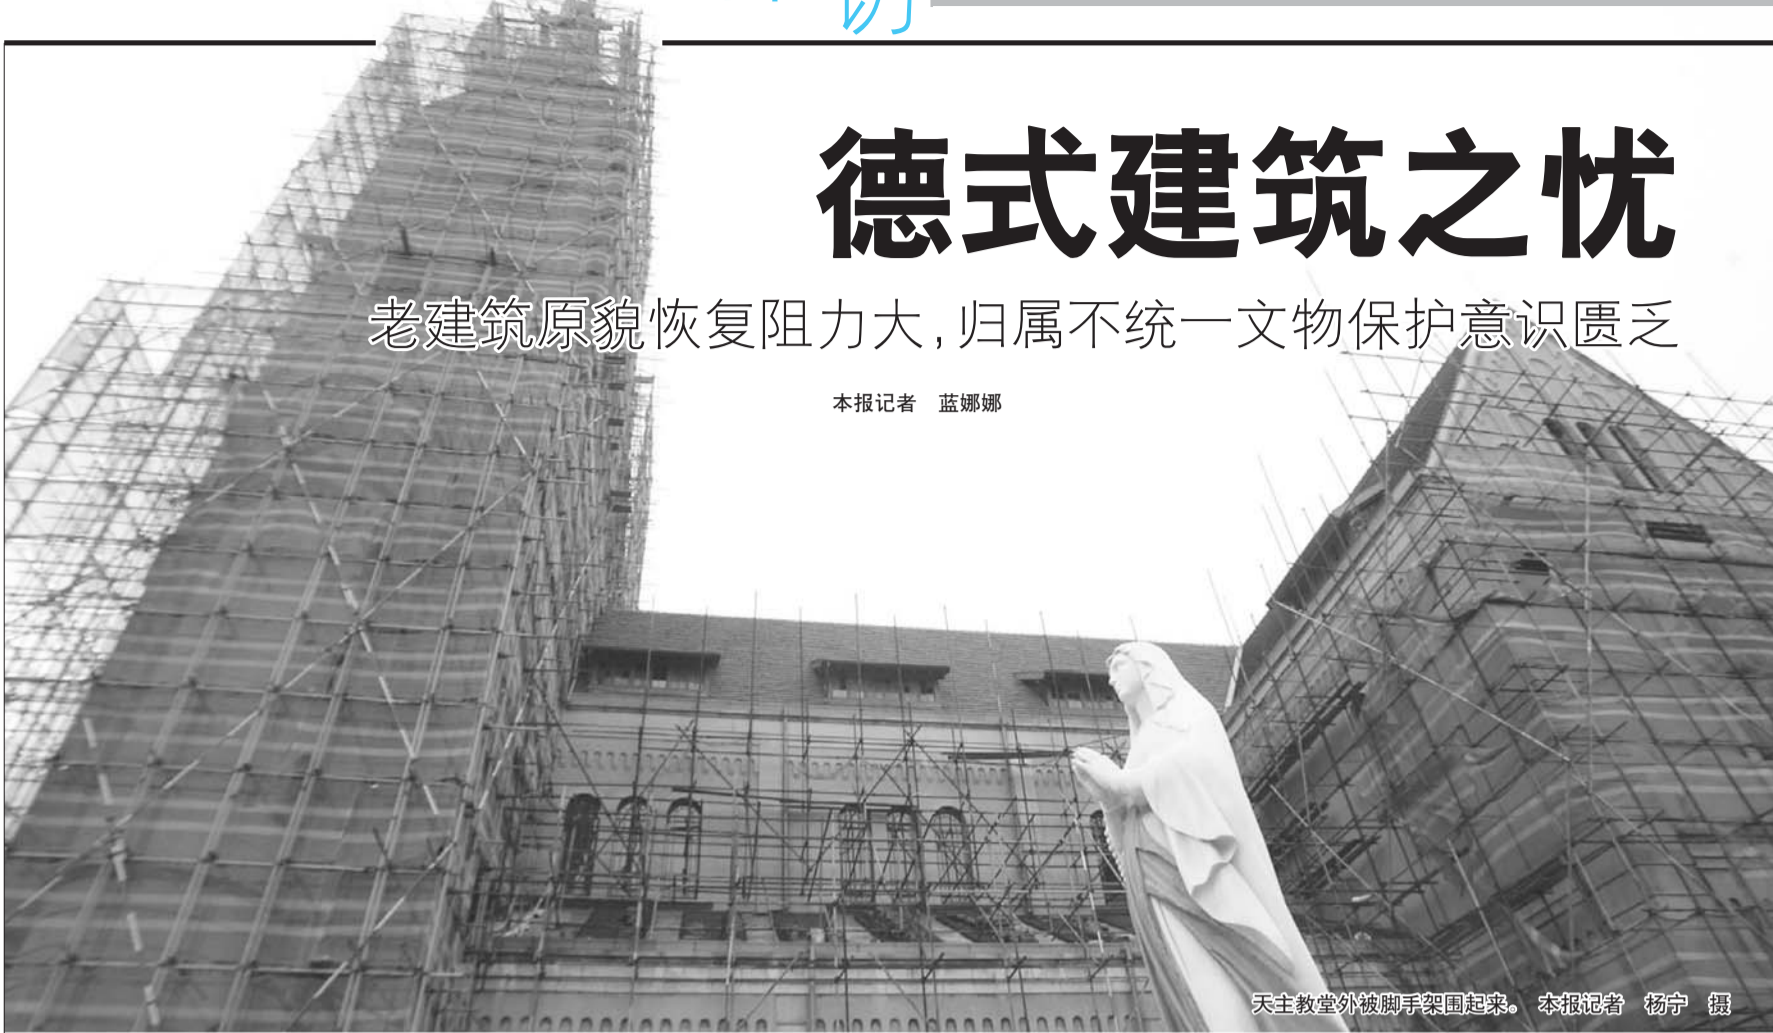 访
德式建筑之忧
老建筑原貌恢复阻力大,归属不统一文物保护意识匮乏
本报记者 蓝娜娜
天主教堂外被脚手架围起来。 本报记者 杨宁 摄